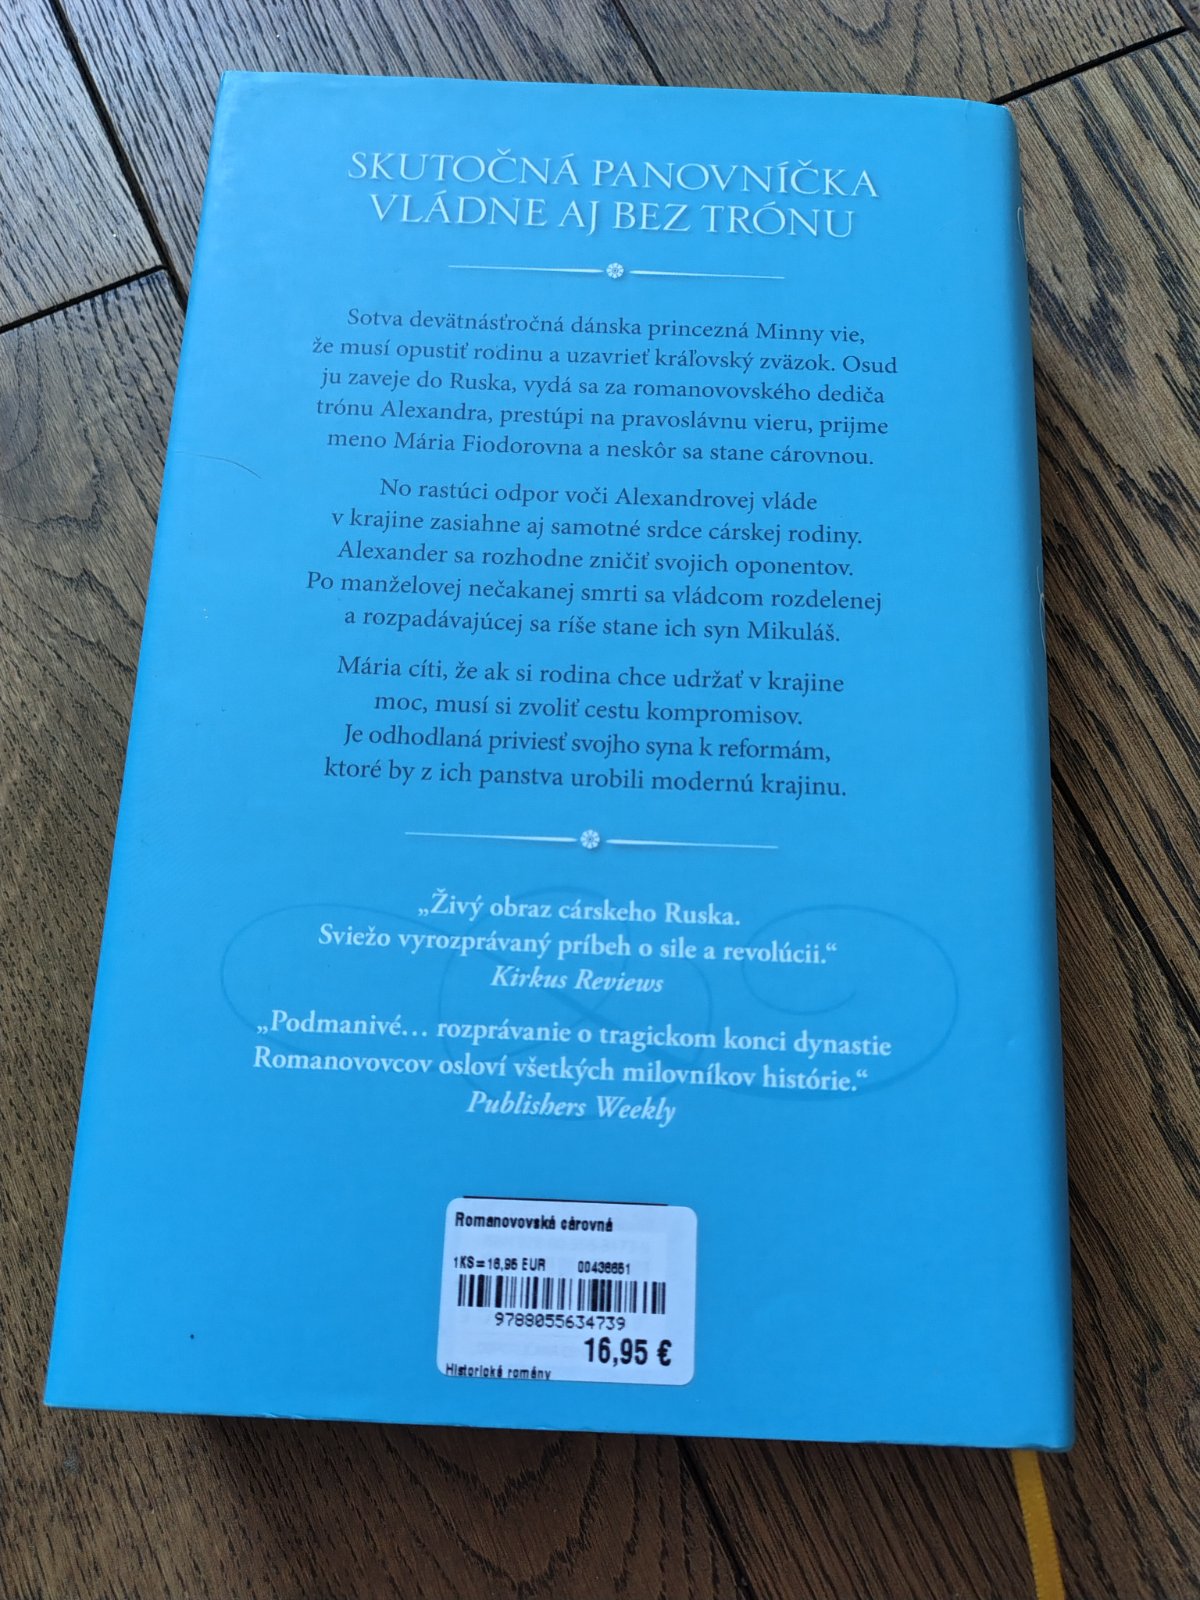 SKUTOČNÁ PANOVNÍČKA
VLÁDNE AJ BEZ TRÓNU
Sotva devätnásťročná dánska princezná Minny vie,
že musí opustiť rodinu a uzavrieť kráľovský zväzok. Osud
ju zaveje do Ruska, vydá sa za romanovovského dediča
trónu Alexandra, prestúpi na pravoslávnu vieru, prijme
meno Mária Fiodorovna a neskôr sa stane cárovnou.
No rastúci odpor voči Alexandrovej vláde
v krajine zasiahne aj samotné srdce cárskej rodiny.
Alexander sa rozhodne zničiť svojich oponentov.
Po manželovej nečakanej smrti sa vládcom rozdelenej
a rozpadávajúcej sa ríše stane ich syn Mikuláš.
Mária cíti, že ak si rodina chce udržať v krajine
moc, musí si zvoliť cestu kompromisov.
Je odhodlaná priviesť svojho syna k reformám,
ktoré by z ich panstva urobili modernú krajinu.
„Živý obraz cárskeho Ruska.
Sviežo vyrozprávaný príbeh o sile a revolúcii.“
Kirkus Reviews
„Podmanivé... rozprávanie o tragickom konci dynastie
Romanovovcov osloví všetkých milovníkov histórie.“
Publishers Weekly
Romanovovská cárovná
1KS=16,95 EUR 00436651
9788055634739
16,95 €
Historické romány